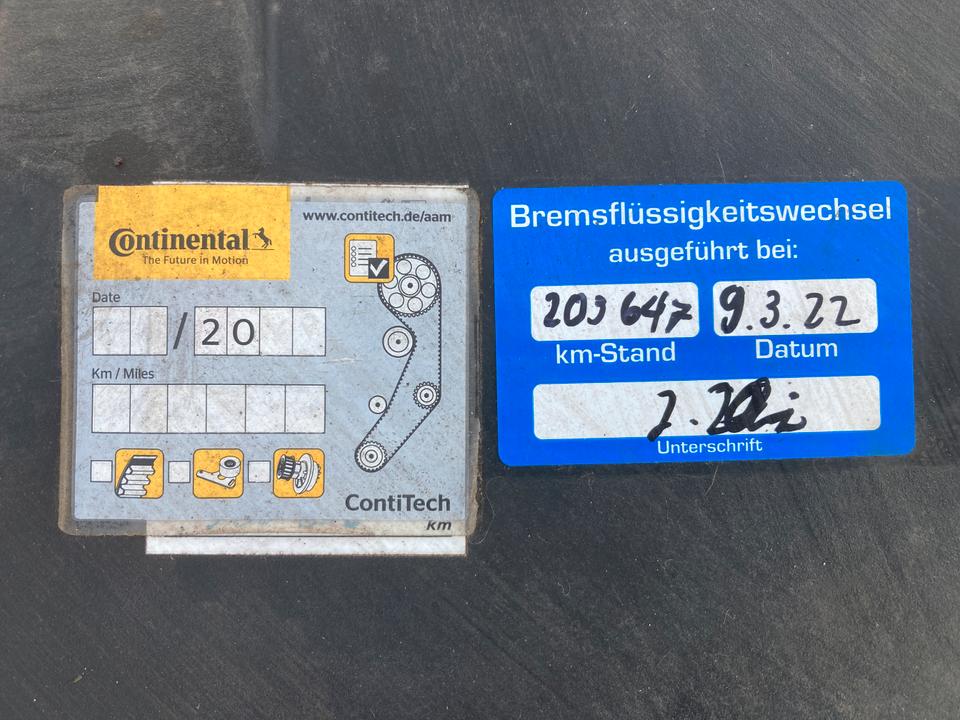 Continental
The Future in Motion
www.contitech.de/aam
Date
/ 20
Km / Miles
ContiTech
km
Bremsflüssigkeitswechsel
ausgeführt bei:
203 647 9.3.22
km-Stand Datum
Unterschrift